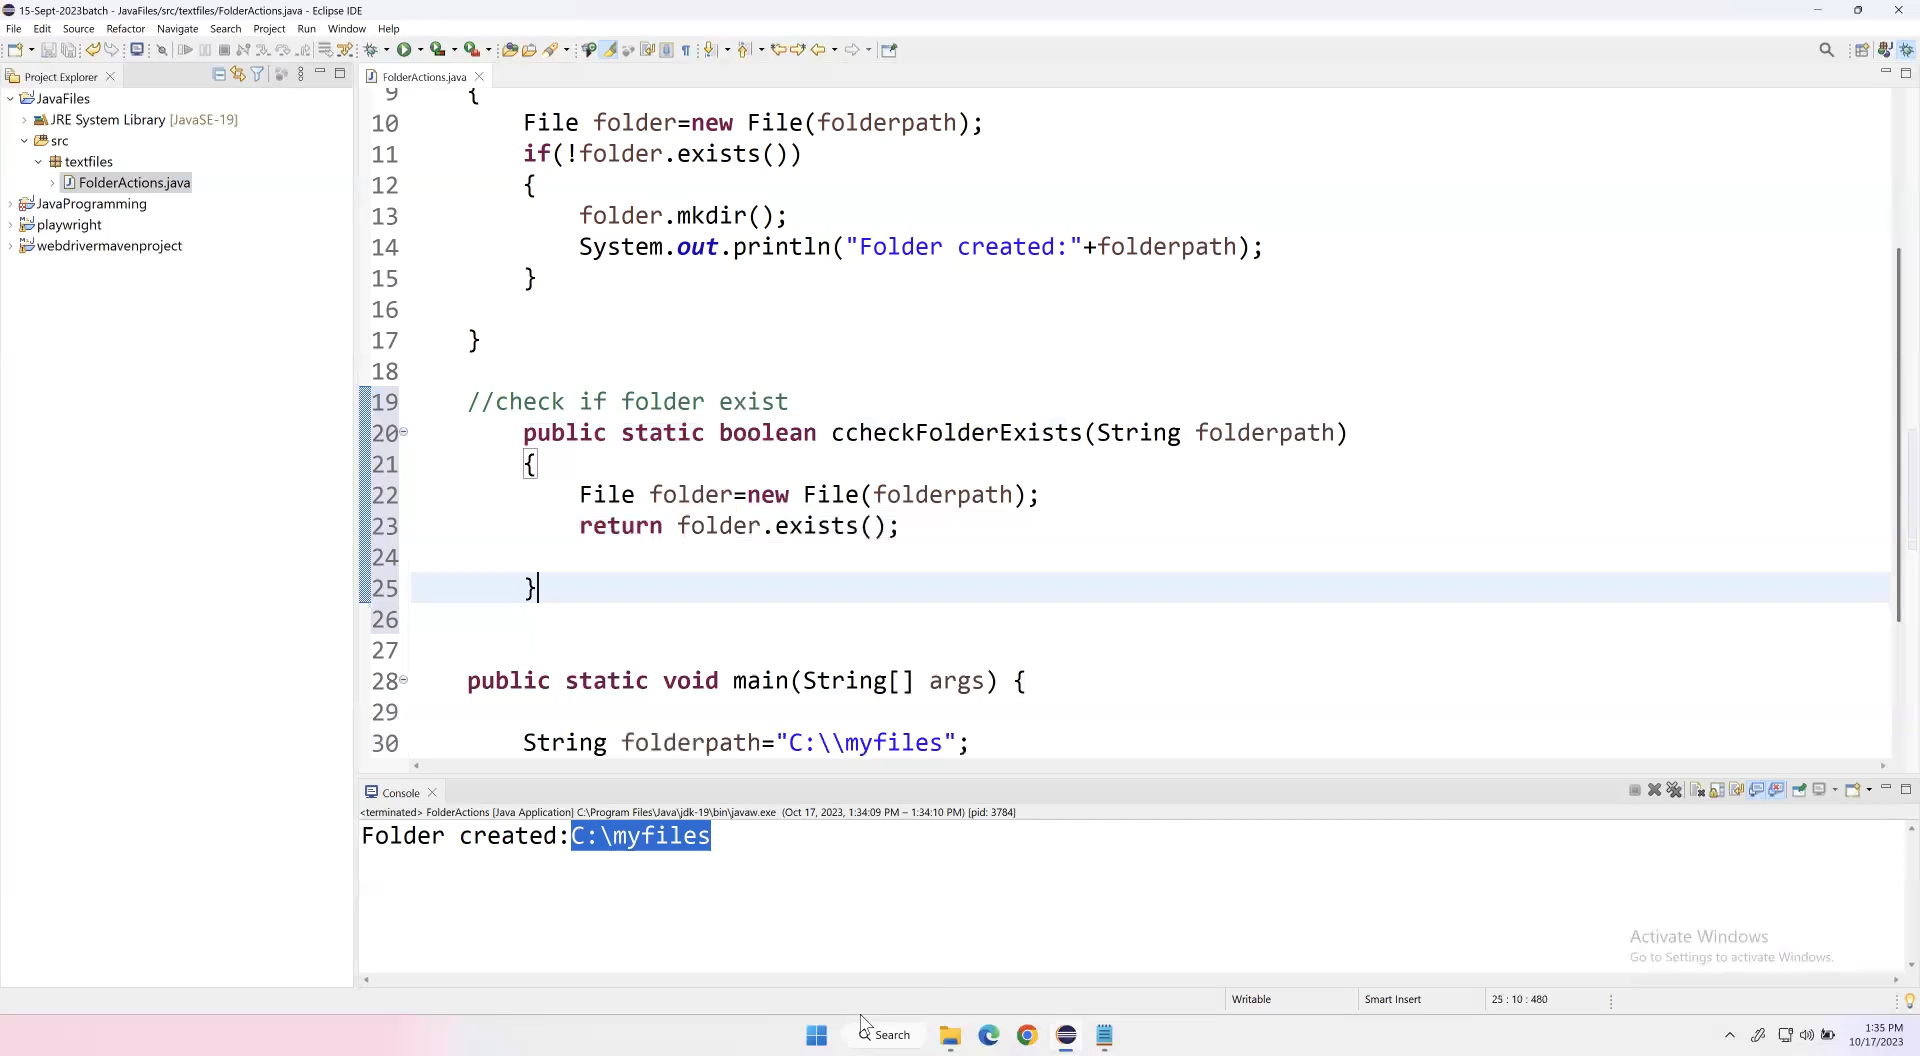 15-Sept-2023batch - JavaFiles/src/textfiles/FolderActions.java - Eclipse IDE
File Edit Source Refactor Navigate Search Project Run Window Help
Project Explorer
FolderActions.java
JavaFiles
JRE System Library [JavaSE-19]
src
textfiles
FolderActions.java
JavaProgramming
playwright
webdrivermavenproject
9 {
10 File folder=new File(folderpath);
11 if(!folder.exists())
12 {
13 folder.mkdir();
14 System.out.println("Folder created:"+folderpath);
15 }
16
17 }
18
19 //check if folder exist
20 public static boolean ccheckFolderExists(String folderpath)
21 {
22 File folder=new File(folderpath);
23 return folder.exists();
24
25 }
26
27
28 public static void main(String[] args) {
29
30 String folderpath="C:\\myfiles";
Console
<terminated> FolderActions [Java Application] C:\Program Files\Java\jdk-19\bin\javaw.exe (Oct 17, 2023, 1:34:09 PM – 1:34:10 PM) [pid: 3784]
Folder created:C:\myfiles
Activate Windows
Go to Settings to activate Windows.
Writable Smart Insert 25 : 10 : 480
Search
1:35 PM
10/17/2023